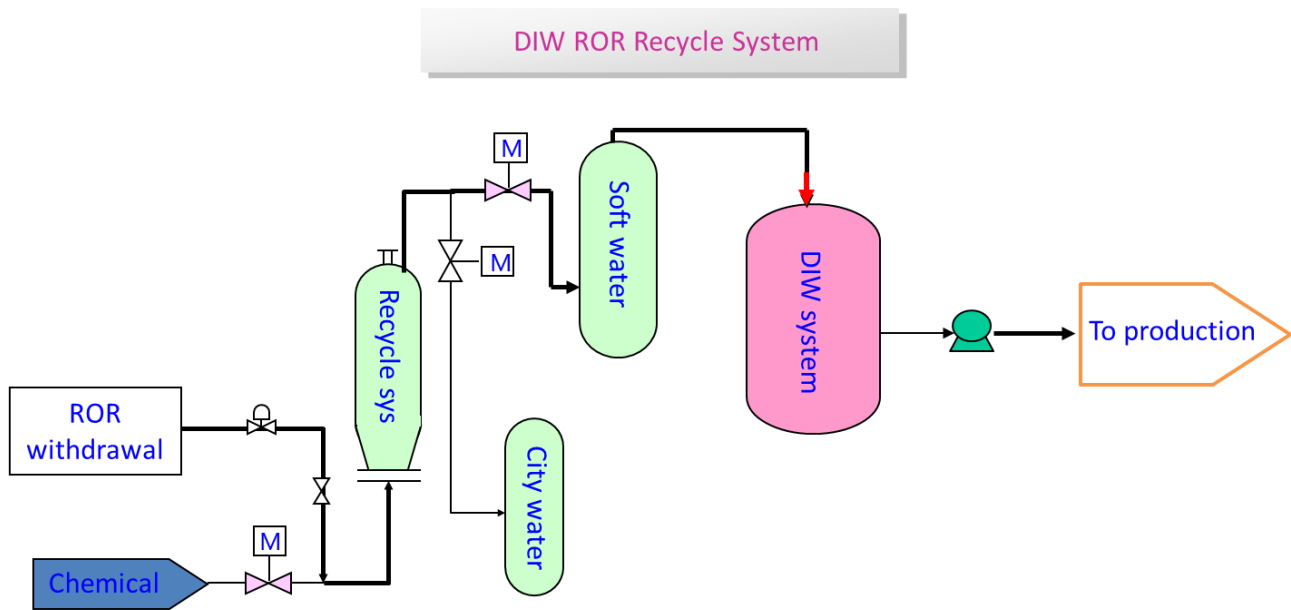 DIW ROR Recycle System
M
Soft water
M
Recycle sys
DIW system
To production
ROR
withdrawal
City water
M
Chemical